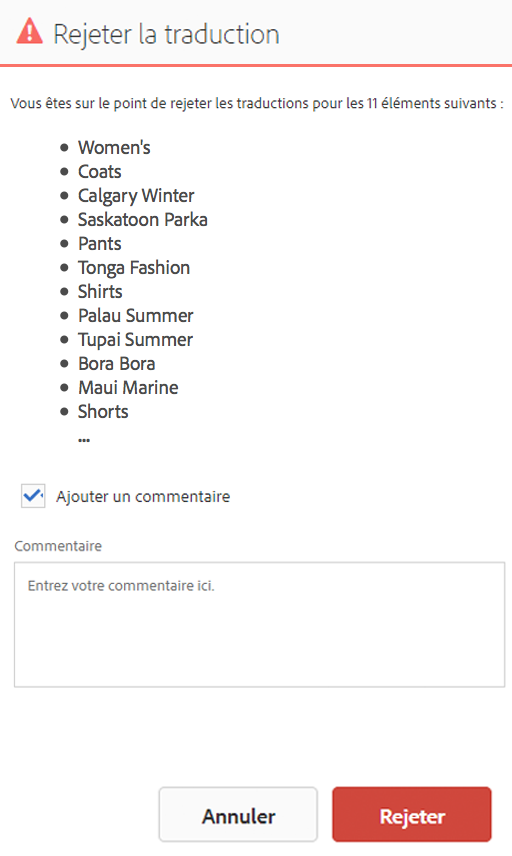 Rejeter la traduction
Vous êtes sur le point de rejeter les traductions pour les 11 éléments suivants :
Women's
Coats
Calgary Winter
Saskatoon Parka
Pants
Tonga Fashion
Shirts
Palau Summer
Tupai Summer
Bora Bora
Maui Marine
Shorts
...
Ajouter un commentaire
Commentaire
Entrez votre commentaire ici.
Annuler
Rejeter